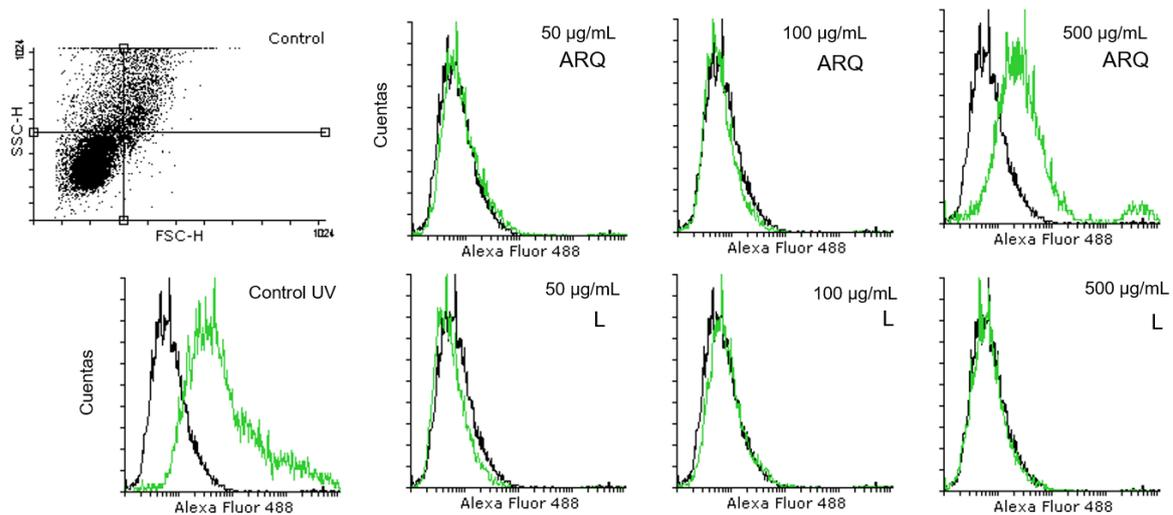 1024
SSC-H
Control
FSC-H
1024
Cuentas
50 µg/mL
ARQ
Alexa Fluor 488
100 µg/mL
ARQ
Alexa Fluor 488
500 µg/mL
ARQ
Alexa Fluor 488
Cuentas
Control UV
Alexa Fluor 488
50 µg/mL
L
Alexa Fluor 488
100 µg/mL
L
Alexa Fluor 488
500 µg/mL
L
Alexa Fluor 488